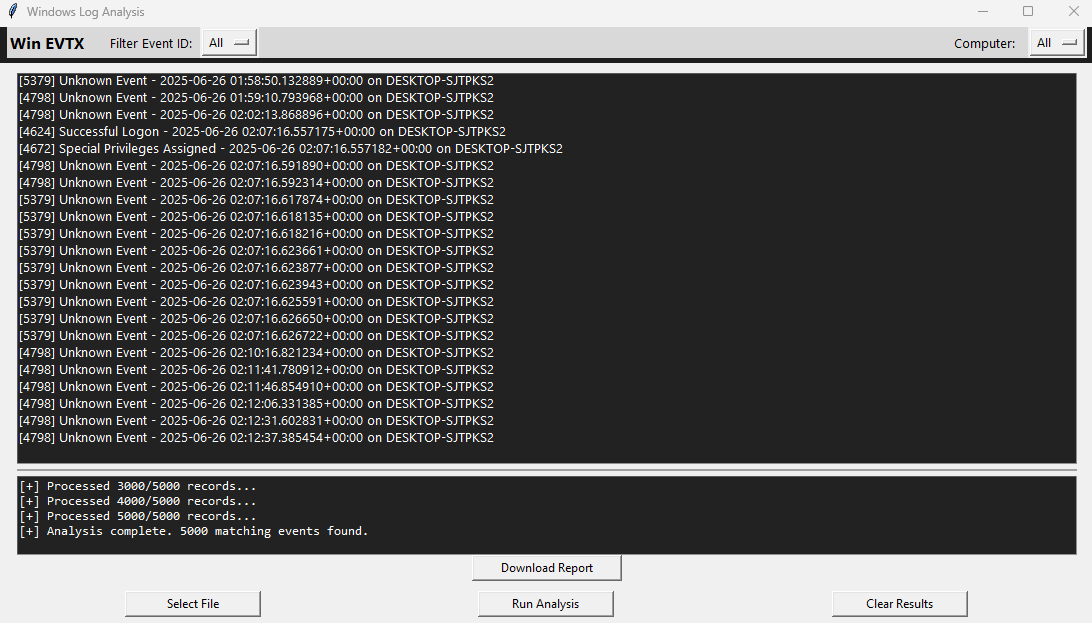 Windows Log Analysis
Win EVTX Filter Event ID: All Computer: All
[5379] Unknown Event - 2025-06-26 01:58:50.132889+00:00 on DESKTOP-SJTPKS2
[4798] Unknown Event - 2025-06-26 01:59:10.793968+00:00 on DESKTOP-SJTPKS2
[4798] Unknown Event - 2025-06-26 02:02:13.868896+00:00 on DESKTOP-SJTPKS2
[4624] Successful Logon - 2025-06-26 02:07:16.557175+00:00 on DESKTOP-SJTPKS2
[4672] Special Privileges Assigned - 2025-06-26 02:07:16.557182+00:00 on DESKTOP-SJTPKS2
[4798] Unknown Event - 2025-06-26 02:07:16.591890+00:00 on DESKTOP-SJTPKS2
[4798] Unknown Event - 2025-06-26 02:07:16.592314+00:00 on DESKTOP-SJTPKS2
[5379] Unknown Event - 2025-06-26 02:07:16.617874+00:00 on DESKTOP-SJTPKS2
[5379] Unknown Event - 2025-06-26 02:07:16.618135+00:00 on DESKTOP-SJTPKS2
[5379] Unknown Event - 2025-06-26 02:07:16.618216+00:00 on DESKTOP-SJTPKS2
[5379] Unknown Event - 2025-06-26 02:07:16.623661+00:00 on DESKTOP-SJTPKS2
[5379] Unknown Event - 2025-06-26 02:07:16.623877+00:00 on DESKTOP-SJTPKS2
[5379] Unknown Event - 2025-06-26 02:07:16.623943+00:00 on DESKTOP-SJTPKS2
[5379] Unknown Event - 2025-06-26 02:07:16.625591+00:00 on DESKTOP-SJTPKS2
[5379] Unknown Event - 2025-06-26 02:07:16.626650+00:00 on DESKTOP-SJTPKS2
[5379] Unknown Event - 2025-06-26 02:07:16.626722+00:00 on DESKTOP-SJTPKS2
[4798] Unknown Event - 2025-06-26 02:10:16.821234+00:00 on DESKTOP-SJTPKS2
[4798] Unknown Event - 2025-06-26 02:11:41.780912+00:00 on DESKTOP-SJTPKS2
[4798] Unknown Event - 2025-06-26 02:11:46.854910+00:00 on DESKTOP-SJTPKS2
[4798] Unknown Event - 2025-06-26 02:12:06.331385+00:00 on DESKTOP-SJTPKS2
[4798] Unknown Event - 2025-06-26 02:12:31.602831+00:00 on DESKTOP-SJTPKS2
[4798] Unknown Event - 2025-06-26 02:12:37.385454+00:00 on DESKTOP-SJTPKS2
[+] Processed 3000/5000 records...
[+] Processed 4000/5000 records...
[+] Processed 5000/5000 records...
[+] Analysis complete. 5000 matching events found.
Download Report
Select File Run Analysis Clear Results